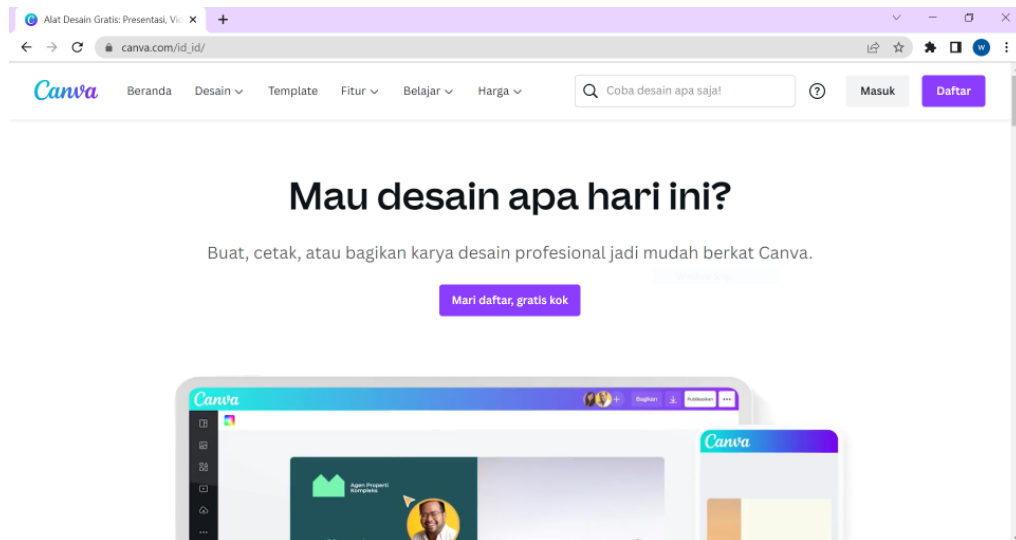 Alat Desain Gratis: Presentasi, Vi
canva.com/id_id/
W
Canva
Beranda
Desain
Template
Fitur
Belajar
Harga
Coba desain apa saja!
?
Masuk
Daftar
Mau desain apa hari ini?
Buat, cetak, atau bagikan karya desain profesional jadi mudah berkat Canva.
Mari daftar, gratis kok
Canva
Bagikan
Publikasikan
Canva
Agen Properti
Kompleks